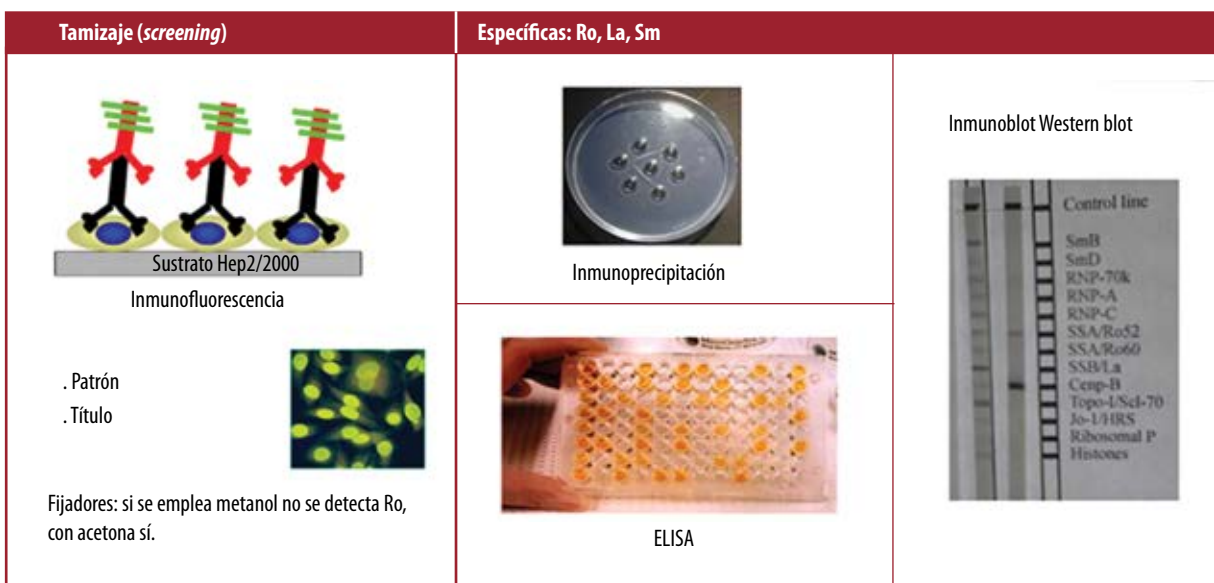 Tamizaje (screening)
Específicas: Ro, La, Sm
Sustrato Hep2/2000
Inmunofluorescencia
. Patrón
. Título
Fijadores: si se emplea metanol no se detecta Ro,
con acetona sí.
Inmunoprecipitación
ELISA
Inmunoblot Western blot
Control line
SmB
SmD
RNP-70k
RNP-A
RNP-C
SSA/Ro52
SSA/Ro60
SSB/La
Cenp-B
Topo-I/Scl-70
Jo-1/HRS
Ribosomal P
Histones